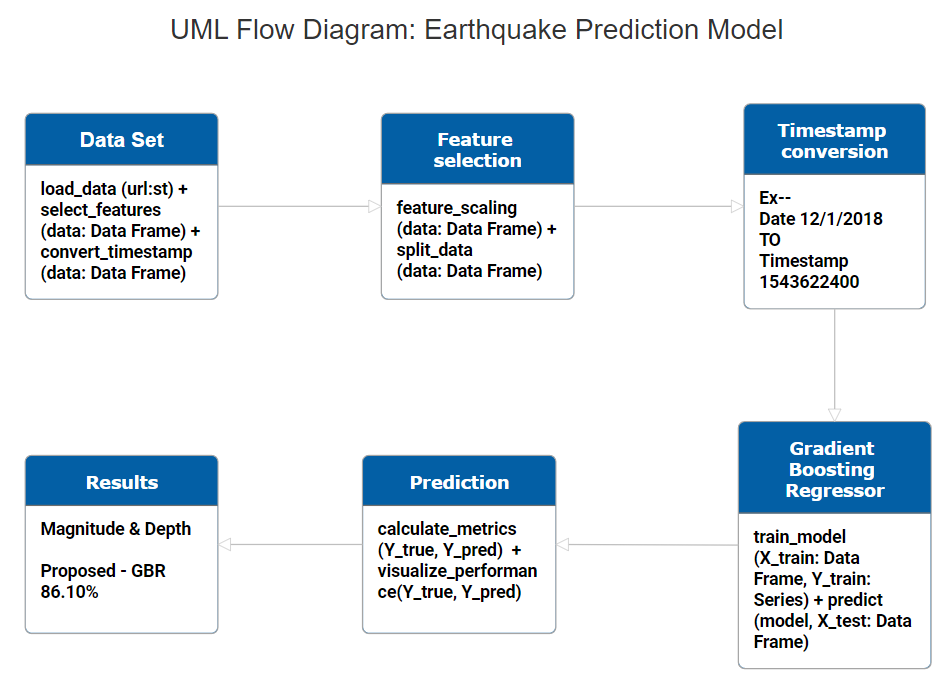 UML Flow Diagram: Earthquake Prediction Model
Data Set
load_data (url:st) +
select_features
(data: Data Frame) +
convert_timestamp
(data: Data Frame)
Feature
selection
feature_scaling
(data: Data Frame) +
split_data
(data: Data Frame)
Timestamp
conversion
Ex--
Date 12/1/2018
TO
Timestamp
1543622400
Gradient
Boosting
Regressor
train_model
(X_train: Data
Frame, Y_train:
Series) + predict
(model, X_test: Data
Frame)
Prediction
calculate_metrics
(Y_true, Y_pred) +
visualize_performan
ce(Y_true, Y_pred)
Results
Magnitude & Depth
Proposed - GBR
86.10%